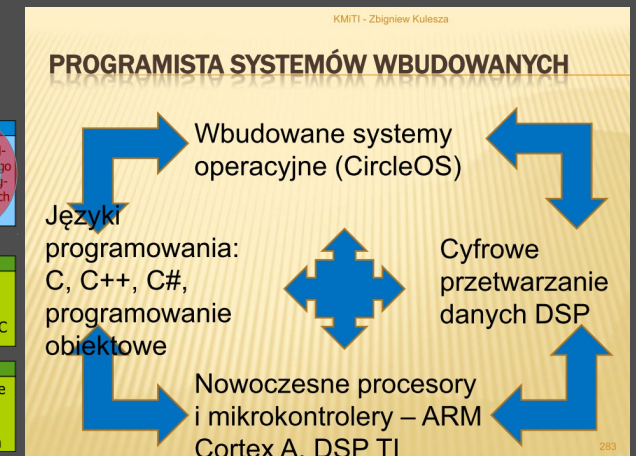 KMiTI - Zbigniew Kulesza
PROGRAMISTA SYSTEMÓW WBUDOWANYCH
Wbudowane systemy
operacyjne (CircleOS)
Języki
programowania:
C, C++, C#,
programowanie
obiektowe
Cyfrowe
przetwarzanie
danych DSP
Nowoczesne procesory
i mikrokontrolery – ARM
Cortex A, DSP TI
283